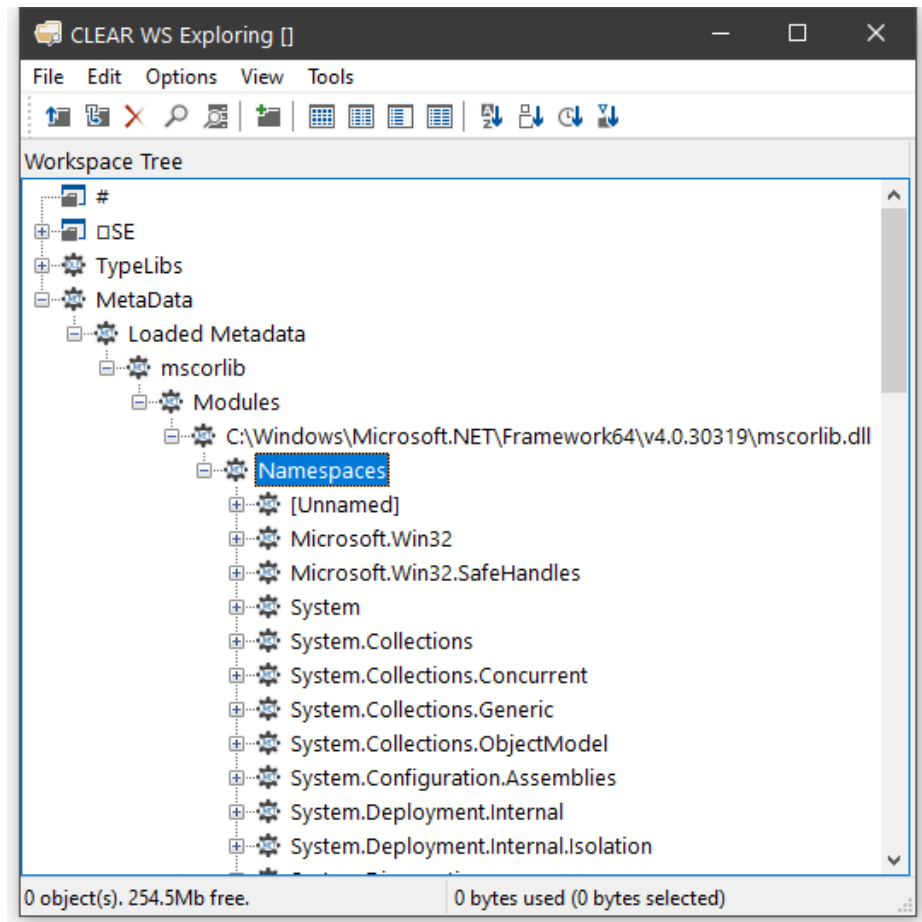 CLEAR WS Exploring []
File Edit Options View Tools
Workspace Tree
#
⎕SE
TypeLibs
MetaData
Loaded Metadata
mscorlib
Modules
C:\Windows\Microsoft.NET\Framework64\v4.0.30319\mscorlib.dll
Namespaces
[Unnamed]
Microsoft.Win32
Microsoft.Win32.SafeHandles
System
System.Collections
System.Collections.Concurrent
System.Collections.Generic
System.Collections.ObjectModel
System.Configuration.Assemblies
System.Deployment.Internal
System.Deployment.Internal.Isolation
0 object(s). 254.5Mb free. 0 bytes used (0 bytes selected)